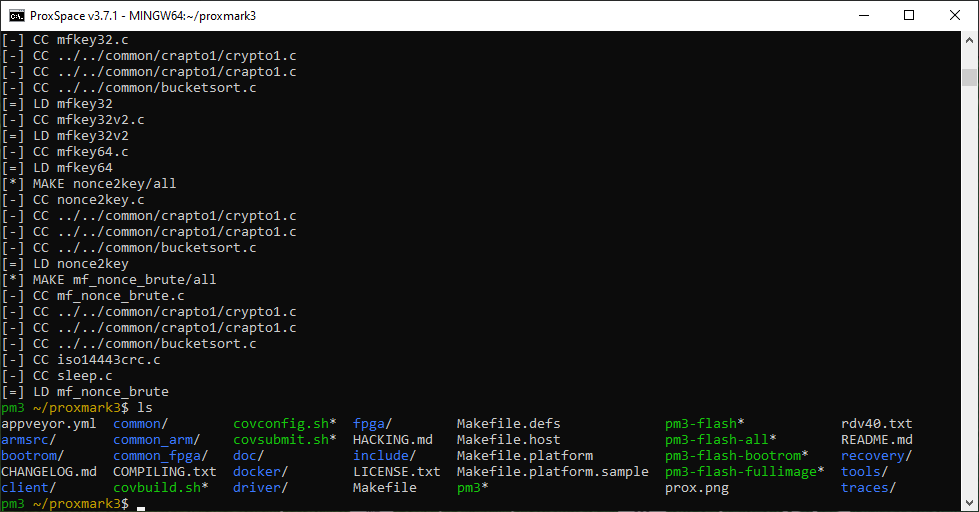 ProxSpace v3.7.1 - MINGW64:~/proxmark3
[-] CC mfkey32.c
[-] CC ../../common/crapto1/crypto1.c
[-] CC ../../common/crapto1/crapto1.c
[-] CC ../../common/bucketsort.c
[=] LD mfkey32
[-] CC mfkey32v2.c
[=] LD mfkey32v2
[-] CC mfkey64.c
[=] LD mfkey64
[*] MAKE nonce2key/all
[-] CC nonce2key.c
[-] CC ../../common/crapto1/crypto1.c
[-] CC ../../common/crapto1/crapto1.c
[-] CC ../../common/bucketsort.c
[=] LD nonce2key
[*] MAKE mf_nonce_brute/all
[-] CC mf_nonce_brute.c
[-] CC ../../common/crapto1/crypto1.c
[-] CC ../../common/crapto1/crapto1.c
[-] CC ../../common/bucketsort.c
[-] CC iso14443crc.c
[-] CC sleep.c
[=] LD mf_nonce_brute
pm3 ~/proxmark3$ ls
appveyor.yml common/ covconfig.sh* fpga/ Makefile.defs pm3-flash* rdv40.txt
armsrc/ common_arm/ covsubmit.sh* HACKING.md Makefile.host pm3-flash-all* README.md
bootrom/ common_fpga/ doc/ include/ Makefile.platform pm3-flash-bootrom* recovery/
CHANGELOG.md COMPILING.txt docker/ LICENSE.txt Makefile.platform.sample pm3-flash-fullimage* tools/
client/ covbuild.sh* driver/ Makefile pm3* prox.png traces/
pm3 ~/proxmark3$